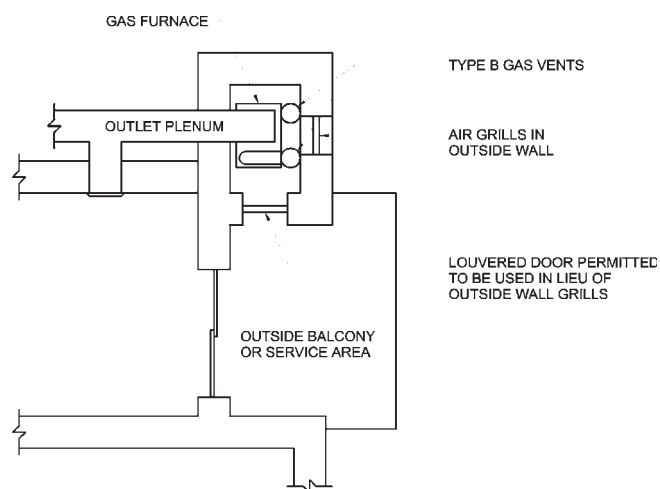 GAS FURNACE
TYPE B GAS VENTS
OUTLET PLENUM
AIR GRILLS IN
OUTSIDE WALL
LOUVERED DOOR PERMITTED
TO BE USED IN LIEU OF
OUTSIDE WALL GRILLS
OUTSIDE BALCONY
OR SERVICE AREA